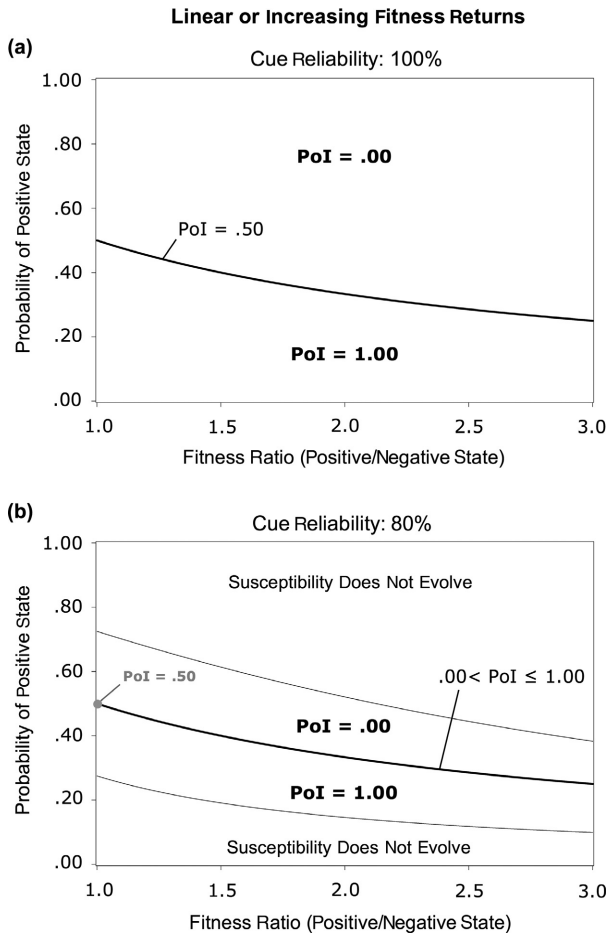 Linear or Increasing Fitness Returns
(a)
Cue Reliability: 100%
Probability of Positive State
1.00
.80
.60
.40
.20
.00
PoI = .00
PoI = .50
PoI = 1.00
1.0
1.5
2.0
2.5
3.0
Fitness Ratio (Positive/Negative State)
(b)
Cue Reliability: 80%
Probability of Positive State
1.00
.80
.60
.40
.20
.00
Susceptibility Does Not Evolve
PoI = .50
.00< PoI ≤ 1.00
PoI = .00
PoI = 1.00
Susceptibility Does Not Evolve
1.0
1.5
2.0
2.5
3.0
Fitness Ratio (Positive/Negative State)